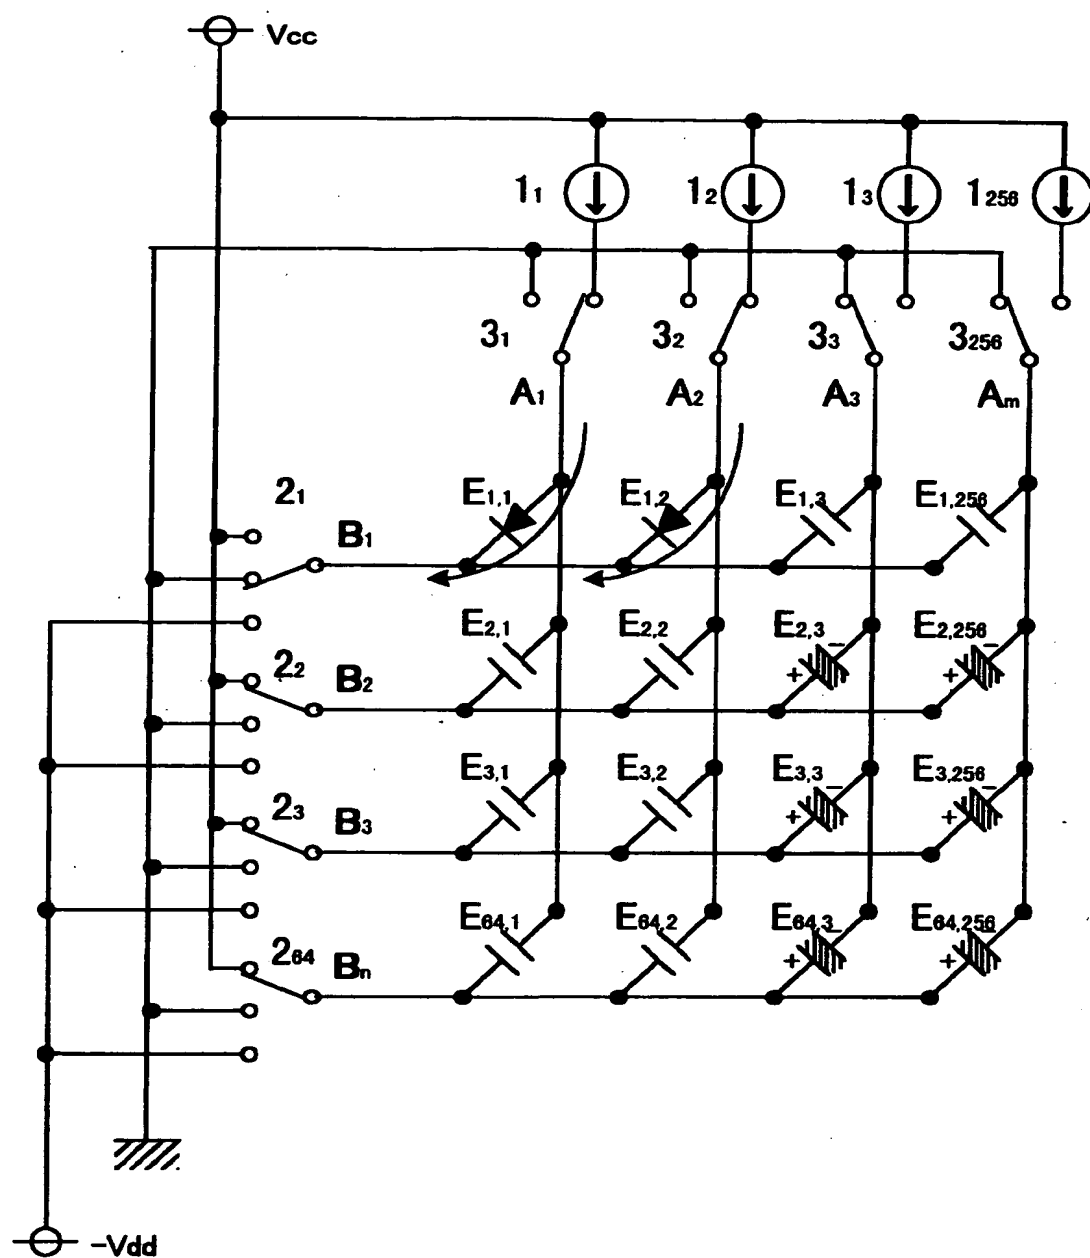 Vcc
1₁ 1₂ 1₃ 1₂₅₆
3₁ 3₂ 3₃ 3₂₅₆
A₁ A₂ A₃ Aₘ
2₁ B₁ E₁,₁ E₁,₂ E₁,₃ E₁,₂₅₆
2₂ B₂ E₂,₁ E₂,₂ E₂,₃ E₂,₂₅₆
+ − + −
2₃ B₃ E₃,₁ E₃,₂ E₃,₃ E₃,₂₅₆
+ − + −
2₆₄ Bₙ E₆₄,₁ E₆₄,₂ E₆₄,₃ E₆₄,₂₅₆
+ − + −
-Vdd